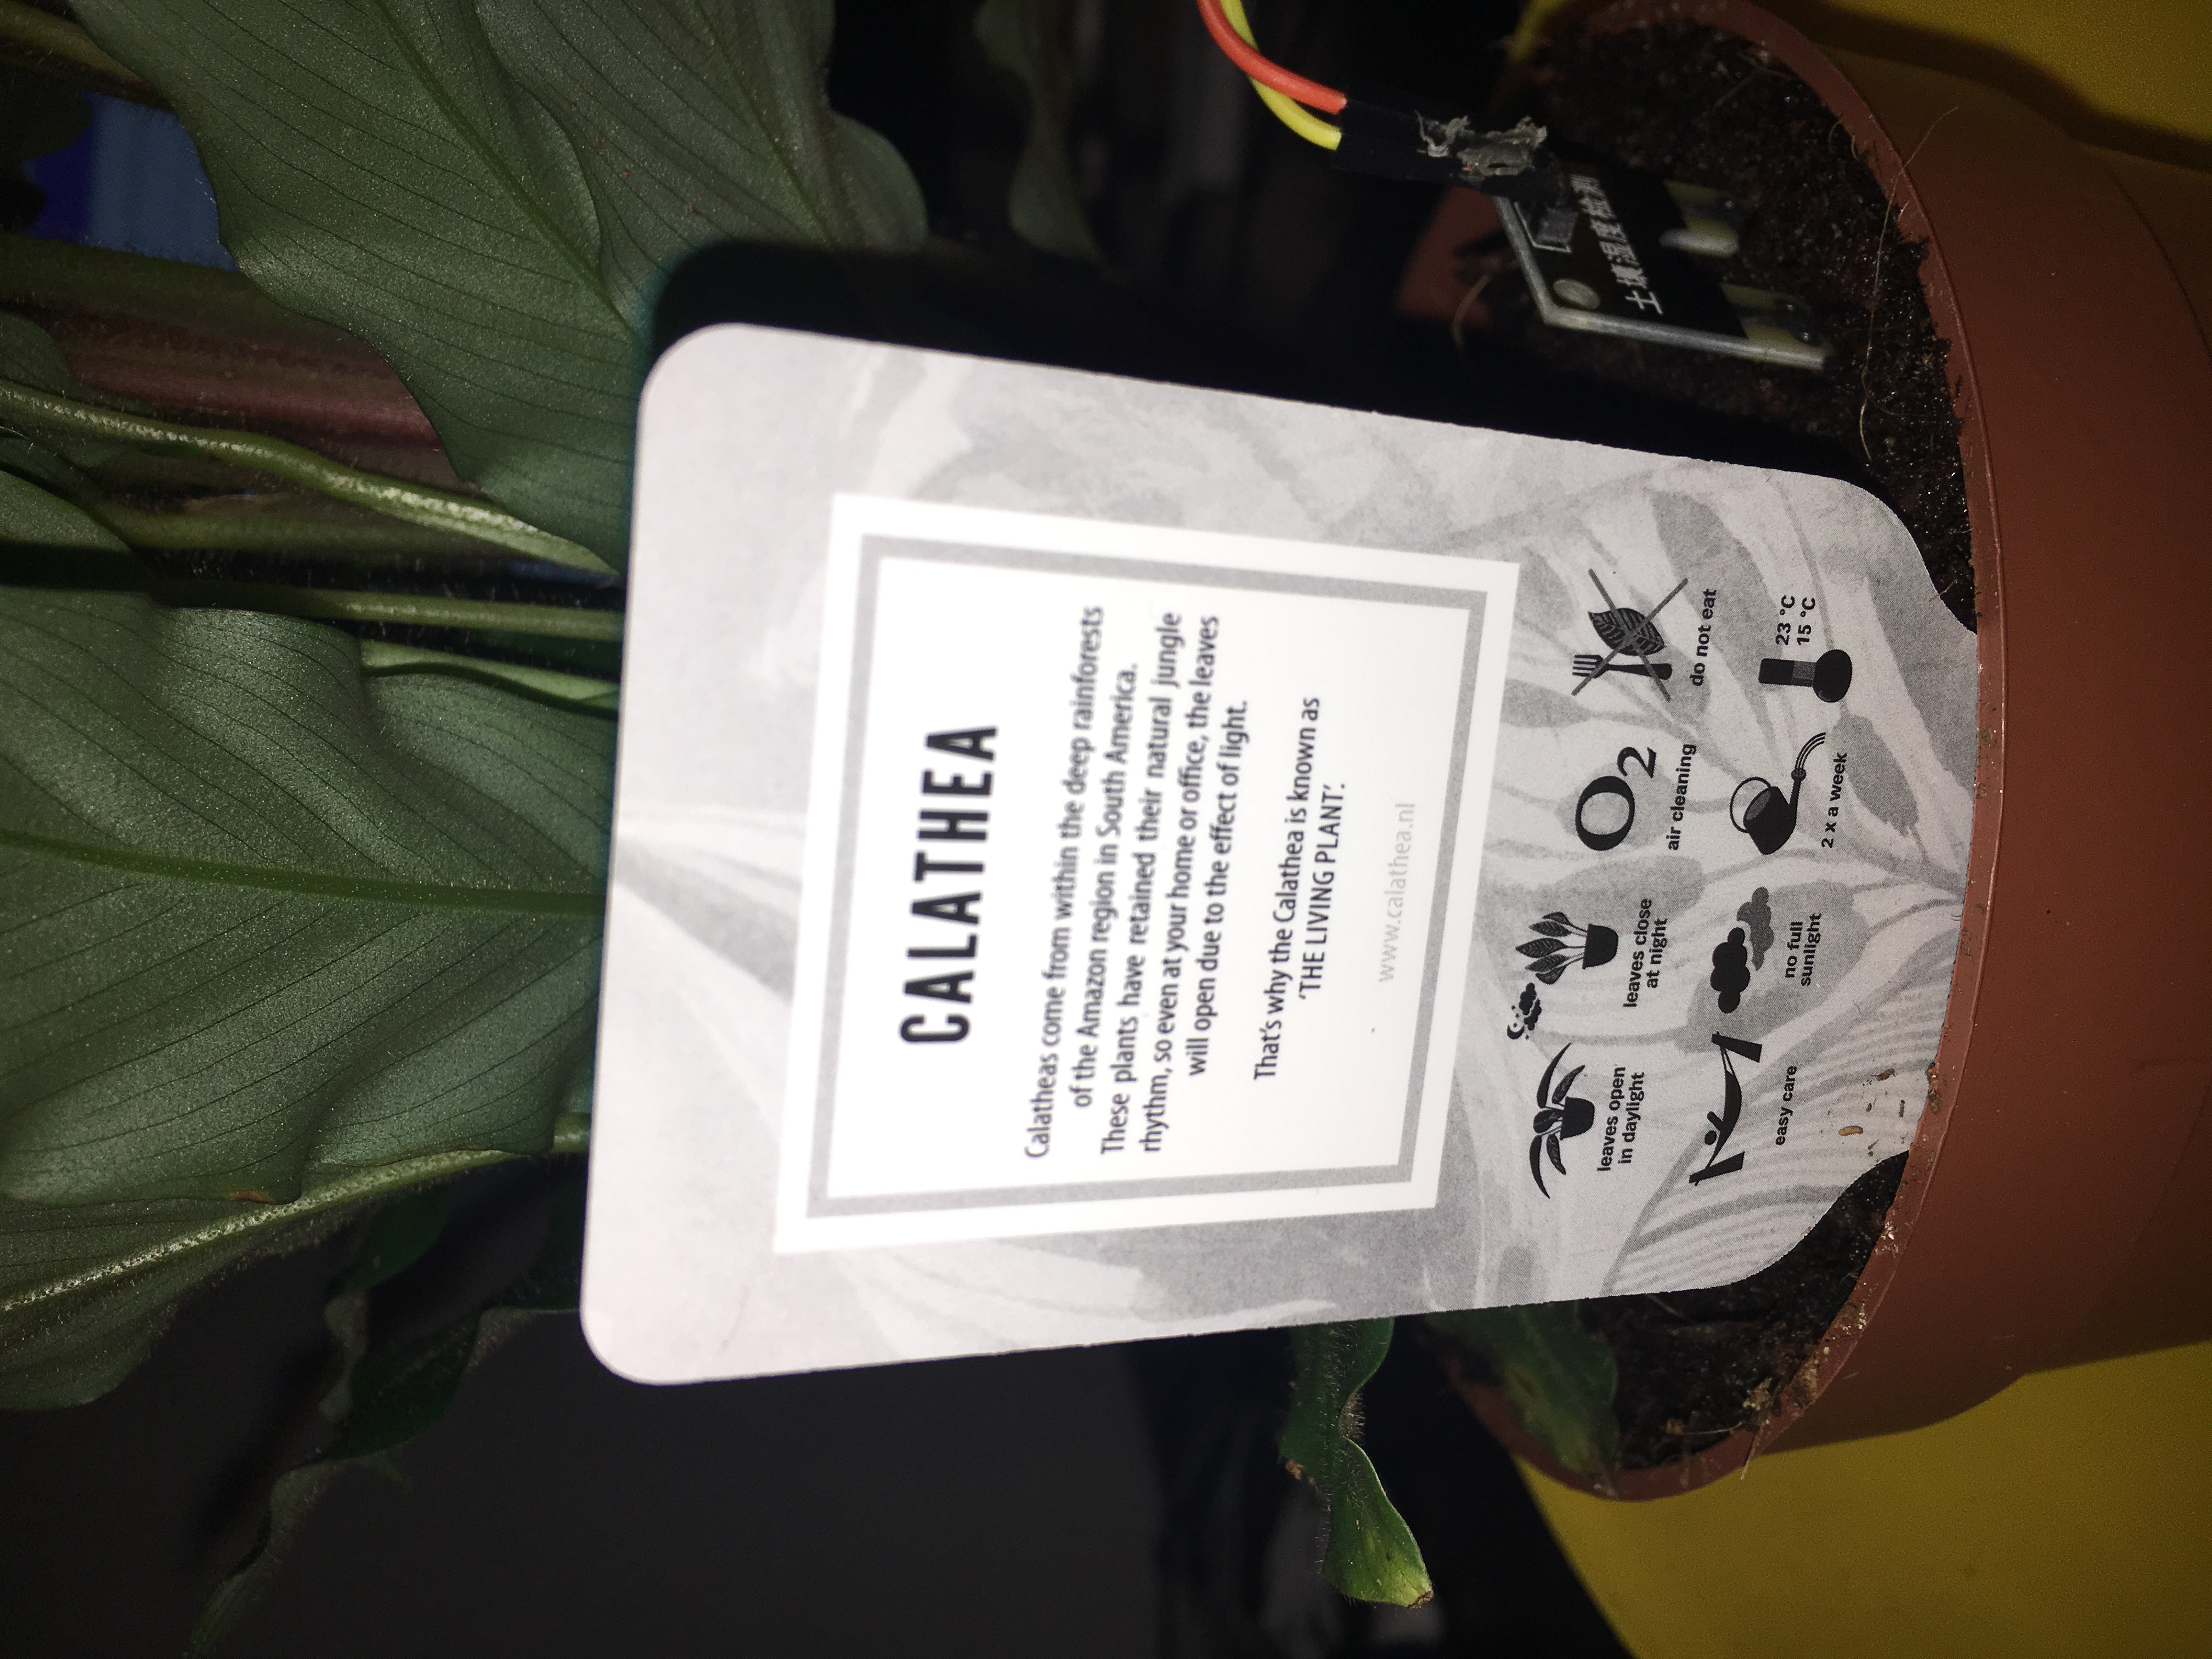 CALATHEA
Calatheas come from within the deep rainforests
of the Amazon region in South America.
These plants have retained their natural jungle
rhythm, so even at your home or office, the leaves
will open due to the effect of light.
That's why the Calathea is known as
'THE LIVING PLANT'.
www.calathea.nl
leaves open
in daylight
leaves close
at night
O2
air cleaning
do not eat
easy care
no full
sunlight
2 x a week
23 °C
15 °C
土壤湿度检测